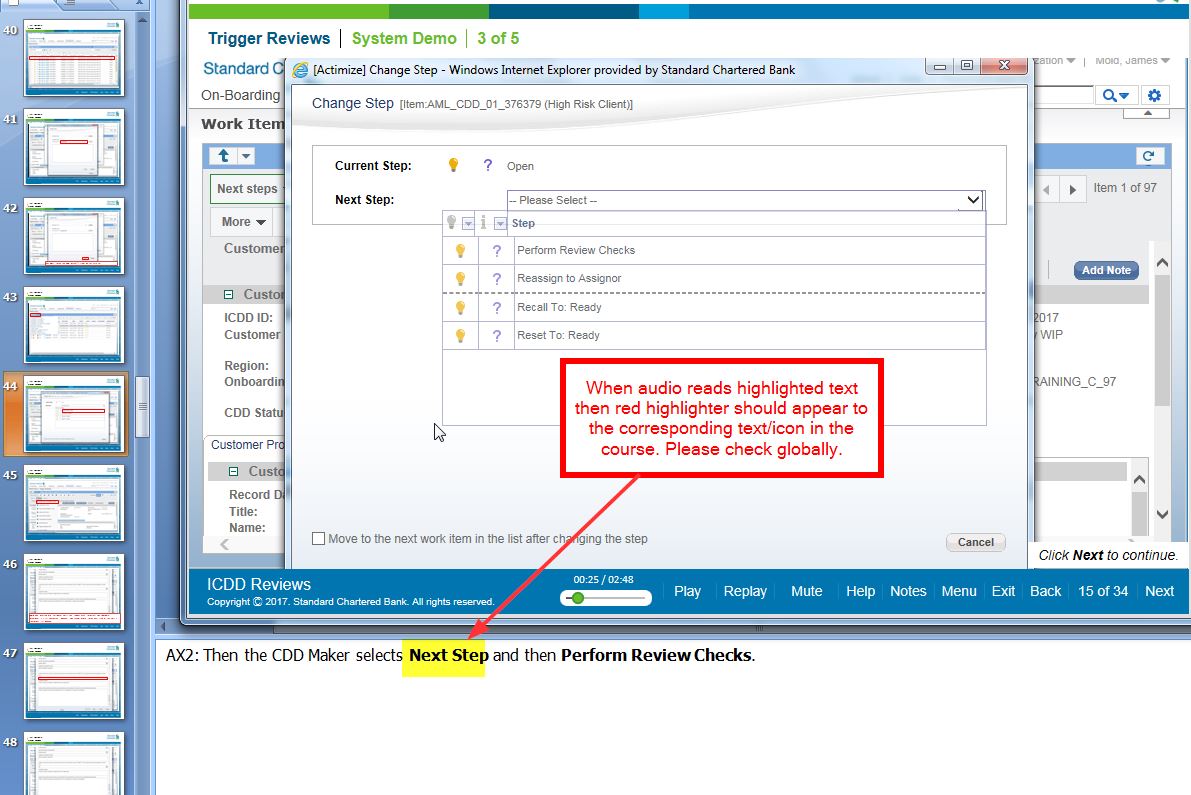 Trigger Reviews | System Demo | 3 of 5
Standard C
[Actimize] Change Step - Windows Internet Explorer provided by Standard Chartered Bank
Mold, James
On-Boarding
Change Step [Item:AML_CDD_01_376379 (High Risk Client)]
Work Item
Current Step: ? Open
Next steps
Next Step: -- Please Select --
Item 1 of 97
More
i Step
Customer
? Perform Review Checks
Add Note
? Reassign to Assignor
Custo
? Recall To: Ready
ICDD ID:
2017
Customer
? Reset To: Ready
WIP
Region:
Onboardin
RAINING_C_97
CDD Statu
When audio reads highlighted text
then red highlighter should appear to
the corresponding text/icon in the
course. Please check globally.
Customer Pro
Custo
Record Da
Title:
Name:
Move to the next work item in the list after changing the step
Cancel
Click Next to continue.
ICDD Reviews
Copyright © 2017. Standard Chartered Bank. All rights reserved.
00:25 / 02:48
Play Replay Mute Help Notes Menu Exit Back 15 of 34 Next
AX2: Then the CDD Maker selects Next Step and then Perform Review Checks.
40
41
42
43
44
45
46
47
48